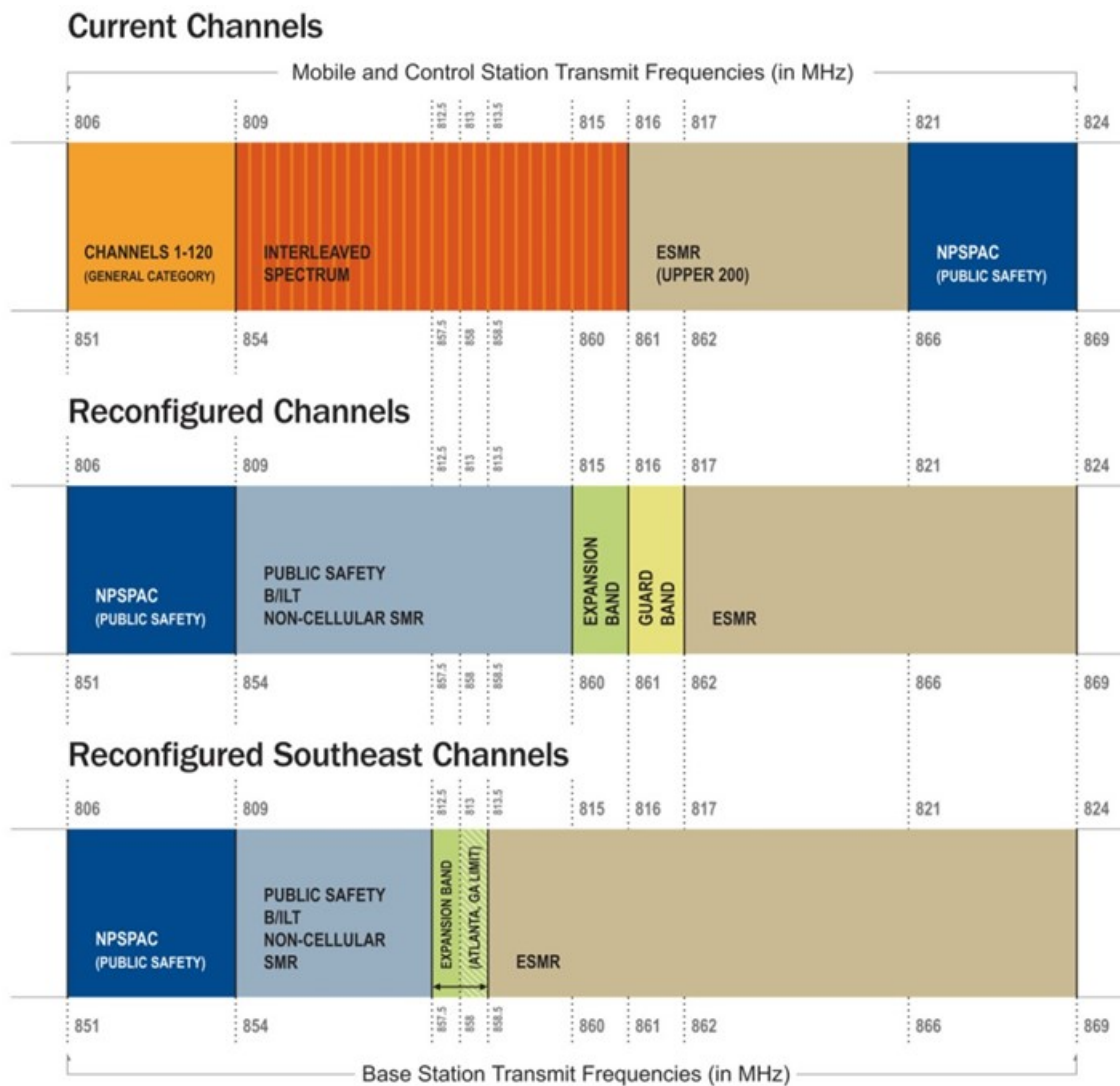 Current Channels
Mobile and Control Station Transmit Frequencies (in MHz)
806 809 812.5 813 813.5 815 816 817 821 824
CHANNELS 1-120
(GENERAL CATEGORY)
INTERLEAVED
SPECTRUM
ESMR
(UPPER 200)
NPSPAC
(PUBLIC SAFETY)
851 854 857.5 858 858.5 860 861 862 866 869
Reconfigured Channels
806 809 812.5 813 813.5 815 816 817 821 824
NPSPAC
(PUBLIC SAFETY)
PUBLIC SAFETY
B/ILT
NON-CELLULAR SMR
EXPANSION
BAND
GUARD
BAND
ESMR
851 854 857.5 858 858.5 860 861 862 866 869
Reconfigured Southeast Channels
806 809 812.5 813 813.5 815 816 817 821 824
NPSPAC
(PUBLIC SAFETY)
PUBLIC SAFETY
B/ILT
NON-CELLULAR
SMR
EXPANSION BAND
(ATLANTA, GA LIMIT)
ESMR
851 854 857.5 858 858.5 860 861 862 866 869
Base Station Transmit Frequencies (in MHz)